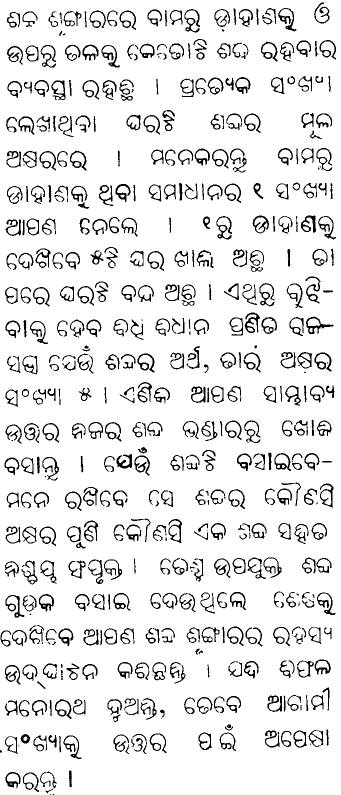 ଶବ୍ଦ ଶୃଙ୍ଗାରରେ ବାମରୁ ଡ଼ାହାଣକୁ ଓ
ଉପରୁ ତଳକୁ କେତୋଟି ଶବ୍ଦ ରହିବାର
ବ୍ୟବସ୍ଥା ରହିଛି । ପ୍ରତ୍ୟେକ ସଂଖ୍ୟା
ଲେଖାଥିବା ଘରଟି ଶବ୍ଦର ମୂଳ
ଅକ୍ଷରରେ । ମନେକରନ୍ତୁ ବାମରୁ
ଡାହାଣକୁ ଥିବା ସମାଧାନର ୧ ସଂଖ୍ୟା
ଆପଣ ନେଲେ । ୧ରୁ ଡାହାଣକୁ
ଦେଖିବେ ୫ଟି ଘର ଖାଲି ଅଛି । ତା
ପରେ ଘରଟି ବନ୍ଦ ଅଛି । ଏଥିରୁ ବୁଝି-
ବାକୁ ହେବ ବିଧି ବିଧାନ ପ୍ରଣିତ ରାଜ-
ସତ୍ତା ଯେଉଁ ଶବ୍ଦର ଅର୍ଥ, ତାର ଅକ୍ଷର
ସଂଖ୍ୟା ୫ । ଏଣିକି ଆପଣ ସାମ୍ଭାବ୍ୟ
ଉତ୍ତର ନିଜର ଶବ୍ଦ ଭଣ୍ଡାରରୁ ଖୋଜି
ବସାନ୍ତୁ । ଯେଉଁ ଶବ୍ଦଟି ବସାଇବେ-
ମନେ ରଖିବେ ସେ ଶବ୍ଦର କୌଣସି
ଅକ୍ଷର ପୁଣି କୌଣସି ଏକ ଶବ୍ଦ ସହିତ
ନିଶ୍ଚୟ ସଂପୃକ୍ତ । ତେଣୁ ଉପଯୁକ୍ତ ଶବ୍ଦ
ଗୁଡ଼ିକ ବସାଇ ଦେଉଥିଲେ ଶେଷକୁ
ଦେଖିବେ ଆପଣ ଶବ୍ଦ ଶୃଙ୍ଗାରର ରହସ୍ୟ
ଉଦ୍‌ଘାଟନ କରିଛନ୍ତି । ଯଦି ବିଫଳ
ମନୋରଥ ହୁଅନ୍ତି, ତେବେ ଆଗାମୀ
ସଂଖ୍ୟାକୁ ଉତ୍ତର ପାଇଁ ଅପେକ୍ଷା
କରନ୍ତୁ ।